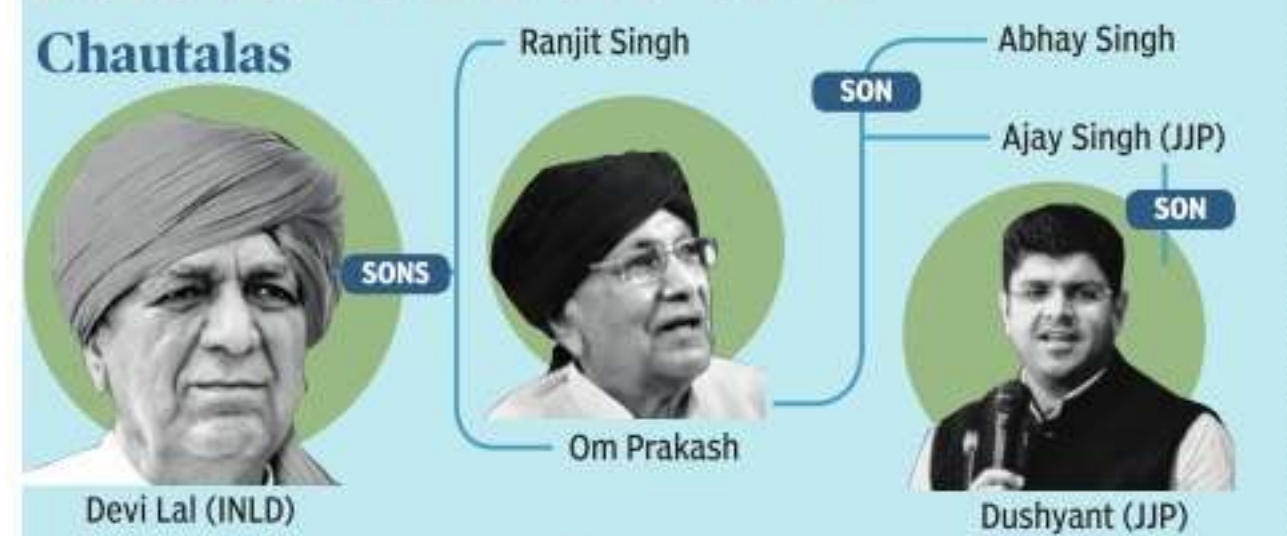 Chautalas
Ranjit Singh
SON
Abhay Singh
Ajay Singh (JJP)
SON
SONS
Om Prakash
Devi Lal (INLD)
Dushyant (JJP)